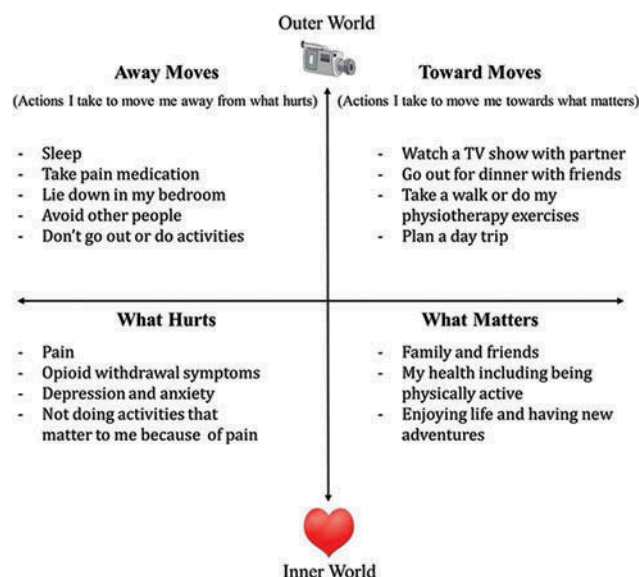 Outer World
Away Moves
(Actions I take to move me away from what hurts)
- Sleep
- Take pain medication
- Lie down in my bedroom
- Avoid other people
- Don't go out or do activities
Toward Moves
(Actions I take to move me towards what matters)
- Watch a TV show with partner
- Go out for dinner with friends
- Take a walk or do my
physiotherapy exercises
- Plan a day trip
What Hurts
- Pain
- Opioid withdrawal symptoms
- Depression and anxiety
- Not doing activities that
matter to me because of pain
What Matters
- Family and friends
- My health including being
physically active
- Enjoying life and having new
adventures
Inner World